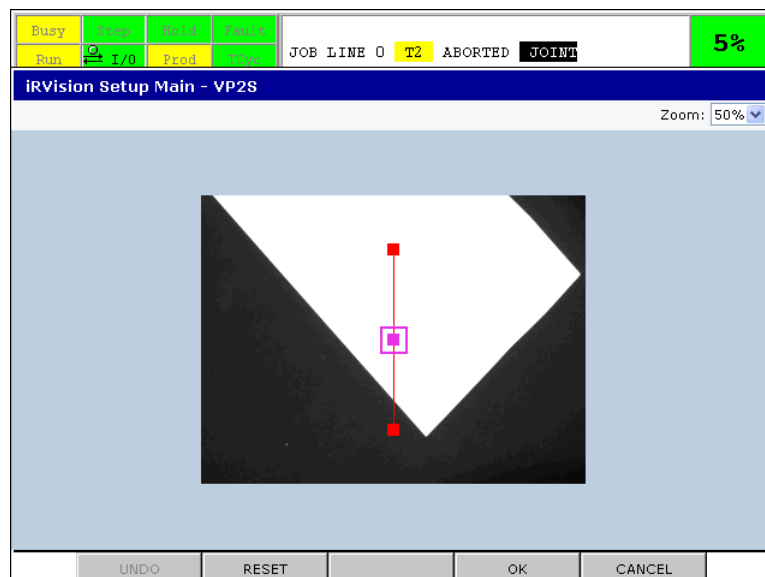 Busy Step Hold Fault
Run I/O Prod TCyc
JOB LINE 0 T2 ABORTED JOINT
5%
iRVision Setup Main - VP2S
Zoom: 50%
UNDO RESET OK CANCEL